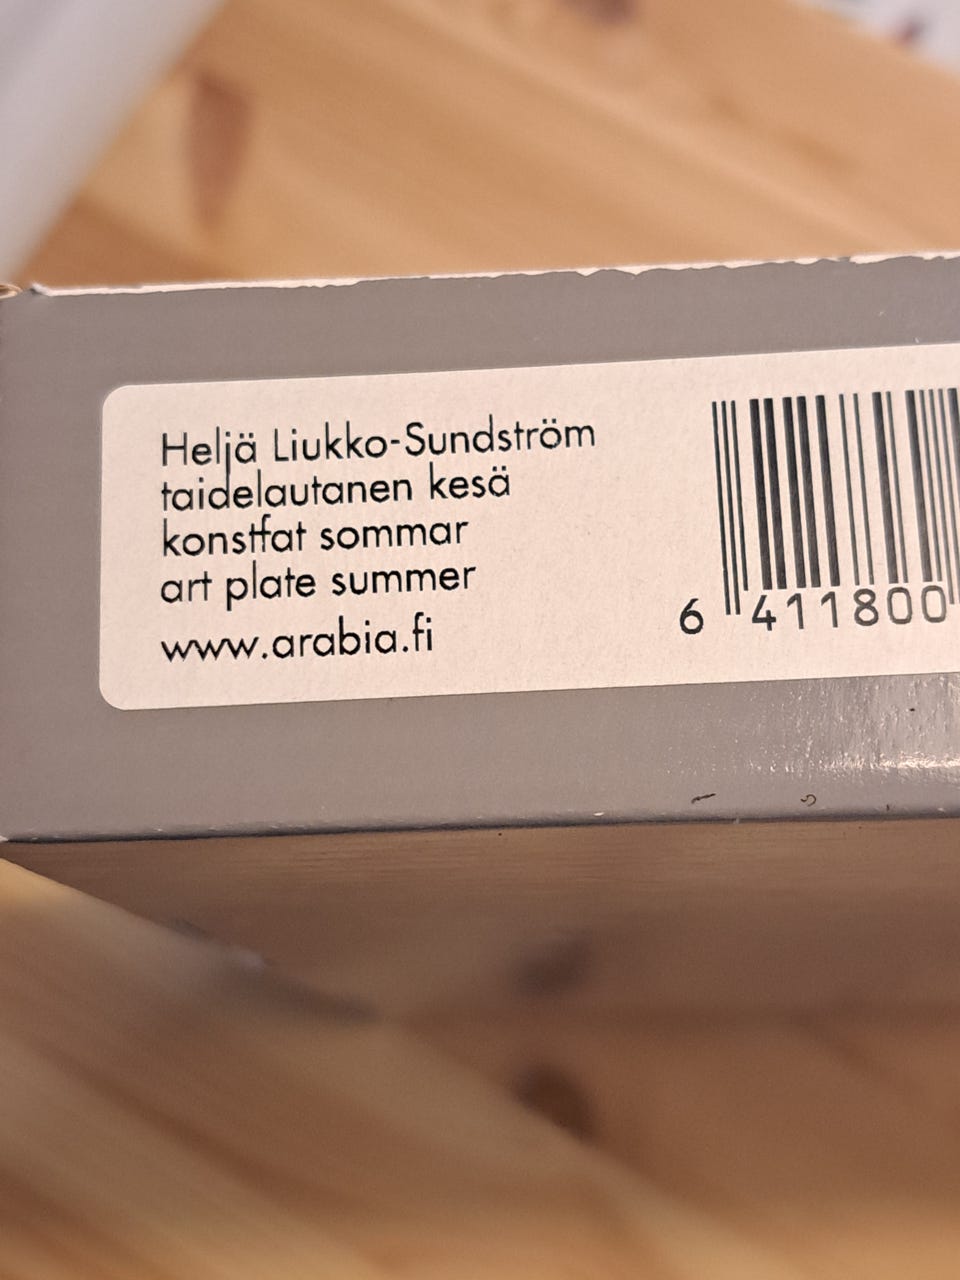 Heljä Liukko-Sundström
taidelautanen kesä
konstfat sommar
art plate summer
www.arabia.fi
6 411800